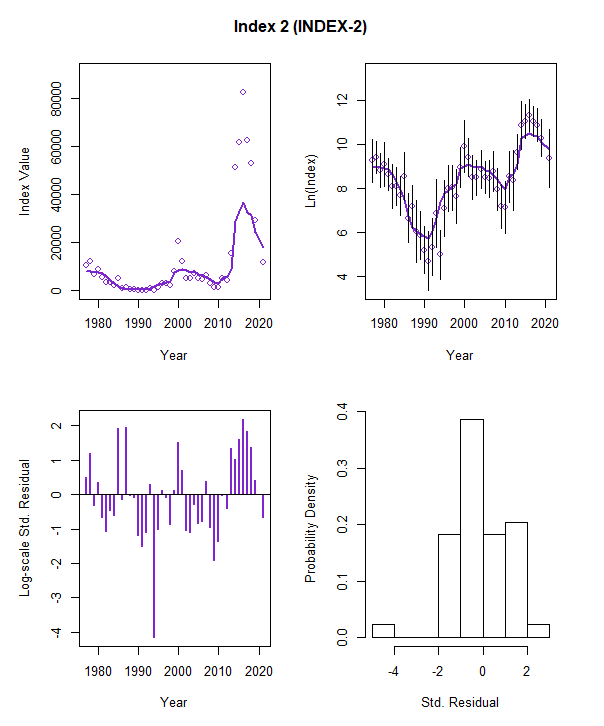 Index 2 (INDEX-2)
Index Value
0 20000 40000 60000 80000
1980 1990 2000 2010 2020
Year
Ln(Index)
4 6 8 10 12
1980 1990 2000 2010 2020
Year
Log-scale Std. Residual
-4 -3 -2 -1 0 1 2
1980 1990 2000 2010 2020
Year
Probability Density
0.0 0.1 0.2 0.3 0.4
-4 -2 0 2
Std. Residual